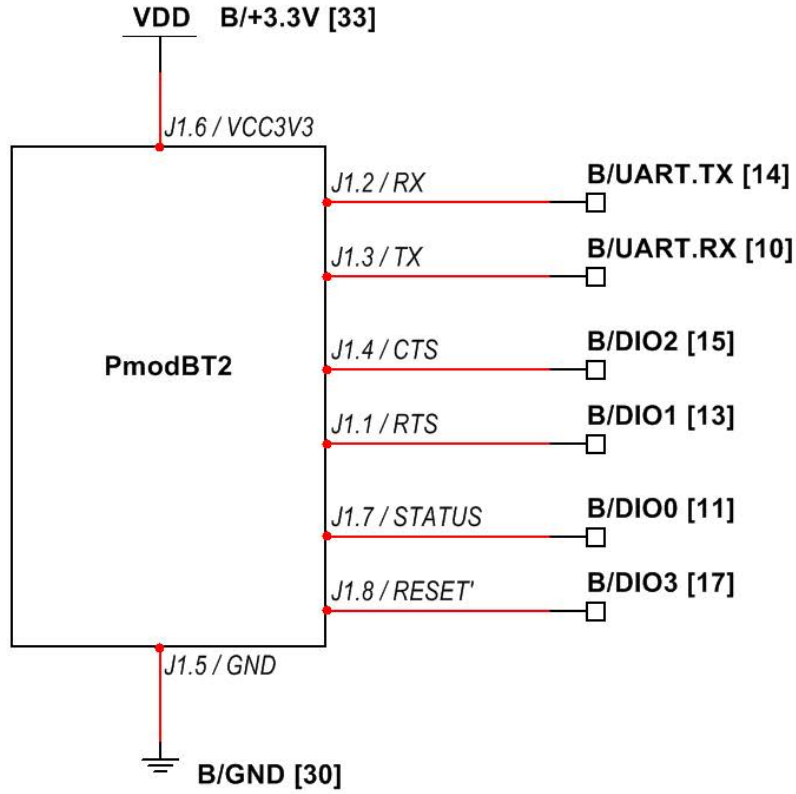 VDD B/+3.3V [33]
J1.6 / VCC3V3
J1.2 / RX B/UART.TX [14]
J1.3 / TX B/UART.RX [10]
J1.4 / CTS B/DIO2 [15]
PmodBT2
J1.1 / RTS B/DIO1 [13]
J1.7 / STATUS B/DIO0 [11]
J1.8 / RESET' B/DIO3 [17]
J1.5 / GND
B/GND [30]